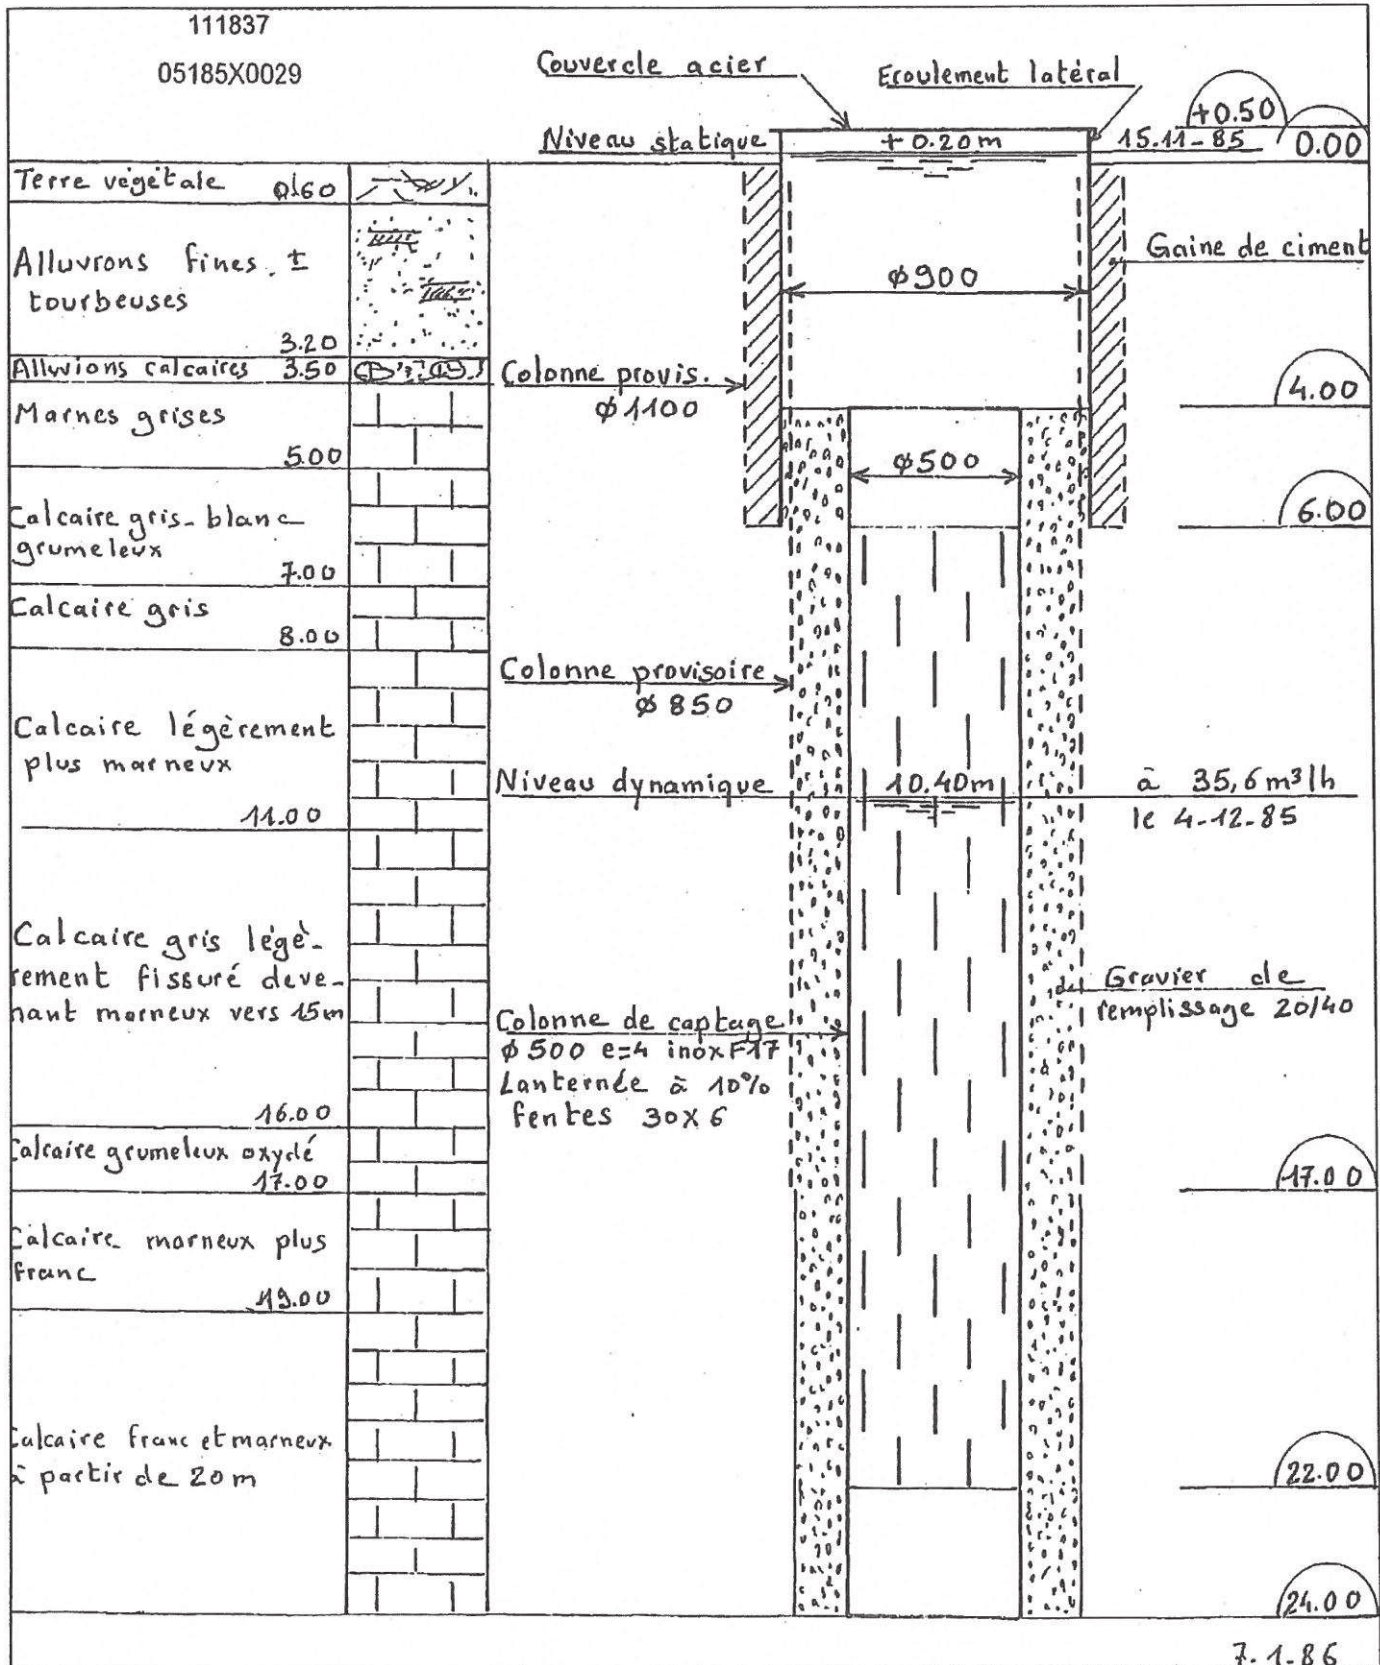 111837
05185X0029
Couvercle acier
Ecoulement latéral
+0.50
Niveau statique
+0.20m
15.11-85
0.00
Terre végétale 0.60
Alluvions fines ±
tourbeuses
3.20
Alluvions calcaires 3.50
Marnes grises
5.00
Calcaire gris-blanc
grumeleux
7.00
Calcaire gris
8.00
Calcaire légèrement
plus marneux
11.00
Calcaire gris légè-
rement fissuré deve-
nant marneux vers 15m
16.00
Calcaire grumeleux oxydé
17.00
Calcaire marneux plus
franc
19.00
Calcaire franc et marneux
à partir de 20m
Gaine de ciment
ø900
Colonne provis.
ø1100
4.00
ø500
6.00
Colonne provisoire
ø 850
Niveau dynamique
10.40m
à 35,6 m³/h
le 4-12-85
Gravier de
remplissage 20/40
Colonne de captage
ø 500 e=4 inox F17
Lanternée à 10%
fentes 30x6
17.00
22.00
24.00
7.1.86